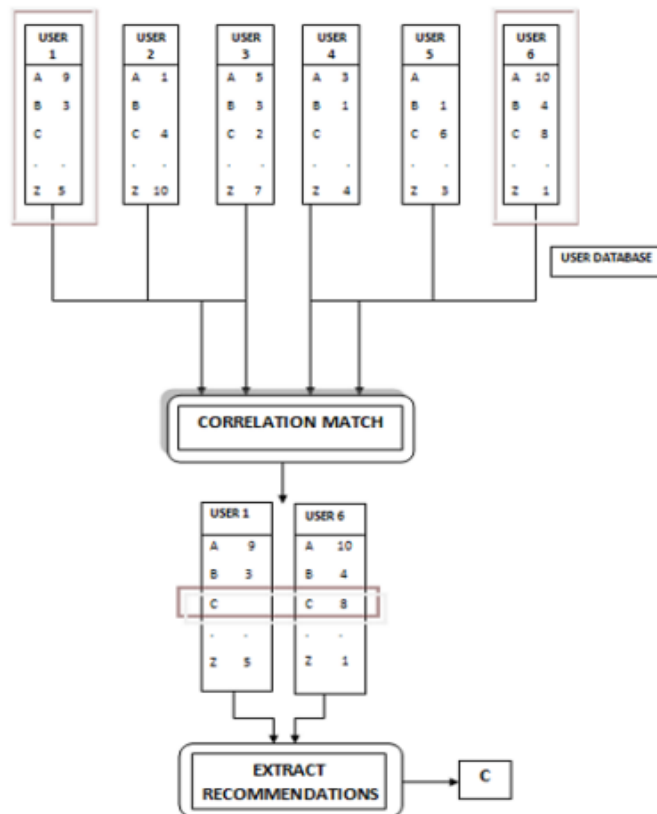 USER 1
A 9
B 3
C
. .
Z 5
USER 2
A 1
B
C 4
. .
Z 10
USER 3
A 5
B 3
C 2
. .
Z 7
USER 4
A 3
B 1
C
. .
Z 4
USER 5
A
B 1
C 6
. .
Z 3
USER 6
A 10
B 4
C 8
. .
Z 1
USER DATABASE
CORRELATION MATCH
USER 1
A 9
B 3
C
. .
Z 5
USER 6
A 10
B 4
C 8
. .
Z 1
EXTRACT
RECOMMENDATIONS
C